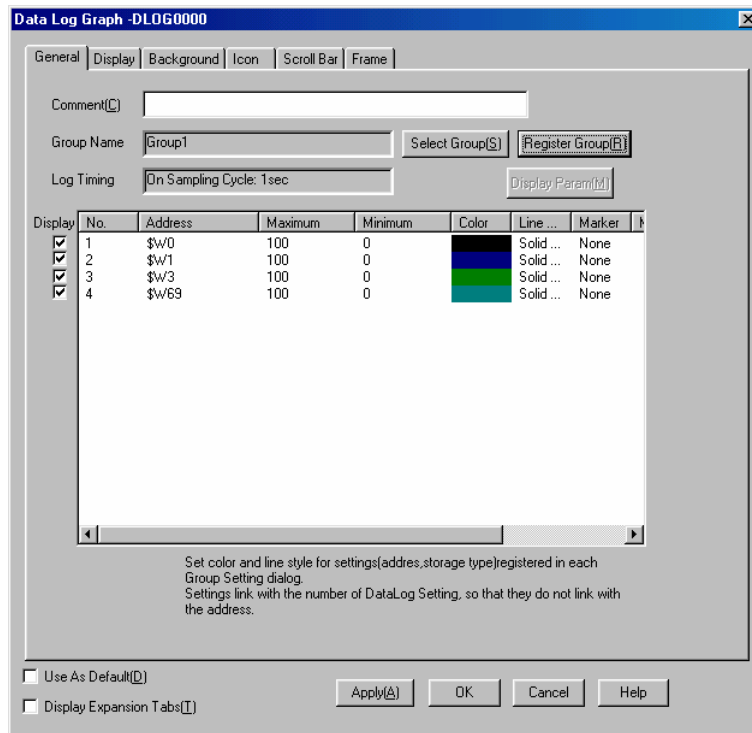 Data Log Graph -DLOG0000
General Display Background Icon Scroll Bar Frame
Comment(C)
Group Name Group1 Select Group(S) Register Group(R)
Log Timing On Sampling Cycle: 1sec Display Param(M)
Display No. Address Maximum Minimum Color Line ... Marker
1 $W0 100 0 Solid ... None
2 $W1 100 0 Solid ... None
3 $W3 100 0 Solid ... None
4 $W69 100 0 Solid ... None
Set color and line style for settings(addres,storage type)registered in each
Group Setting dialog.
Settings link with the number of DataLog Setting, so that they do not link with
the address.
Use As Default(D)
Apply(A) OK Cancel Help
Display Expansion Tabs(T)